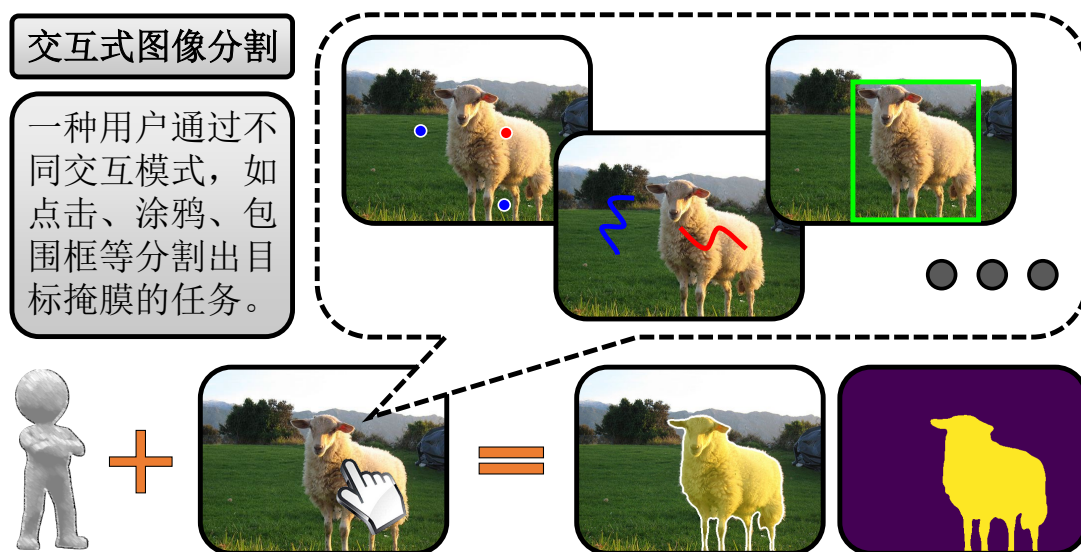 交互式图像分割
一种用户通过不
同交互模式，如
点击、涂鸦、包
围框等分割出目
标掩膜的任务。